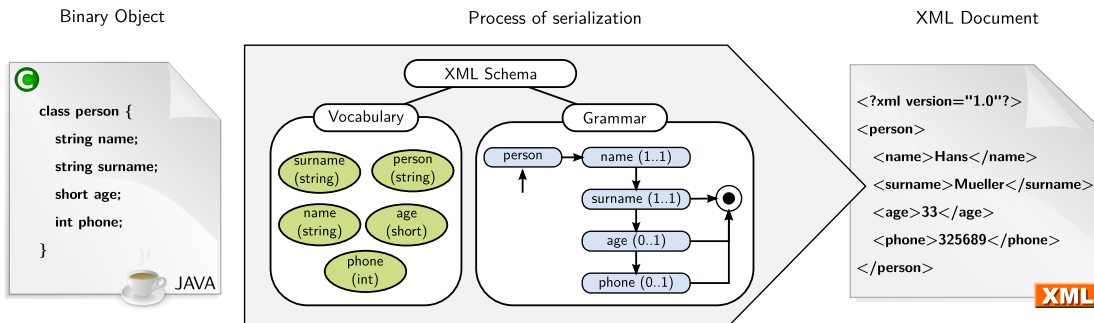 Binary Object
Process of serialization
XML Document
C
class person {
string name;
string surname;
short age;
int phone;
}
JAVA
XML Schema
Vocabulary
surname
(string)
person
(string)
name
(string)
age
(short)
phone
(int)
Grammar
person
name (1..1)
surname (1..1)
age (0..1)
phone (0..1)
<?xml version="1.0"?>
<person>
<name>Hans</name>
<surname>Mueller</surname>
<age>33</age>
<phone>325689</phone>
</person>
XML